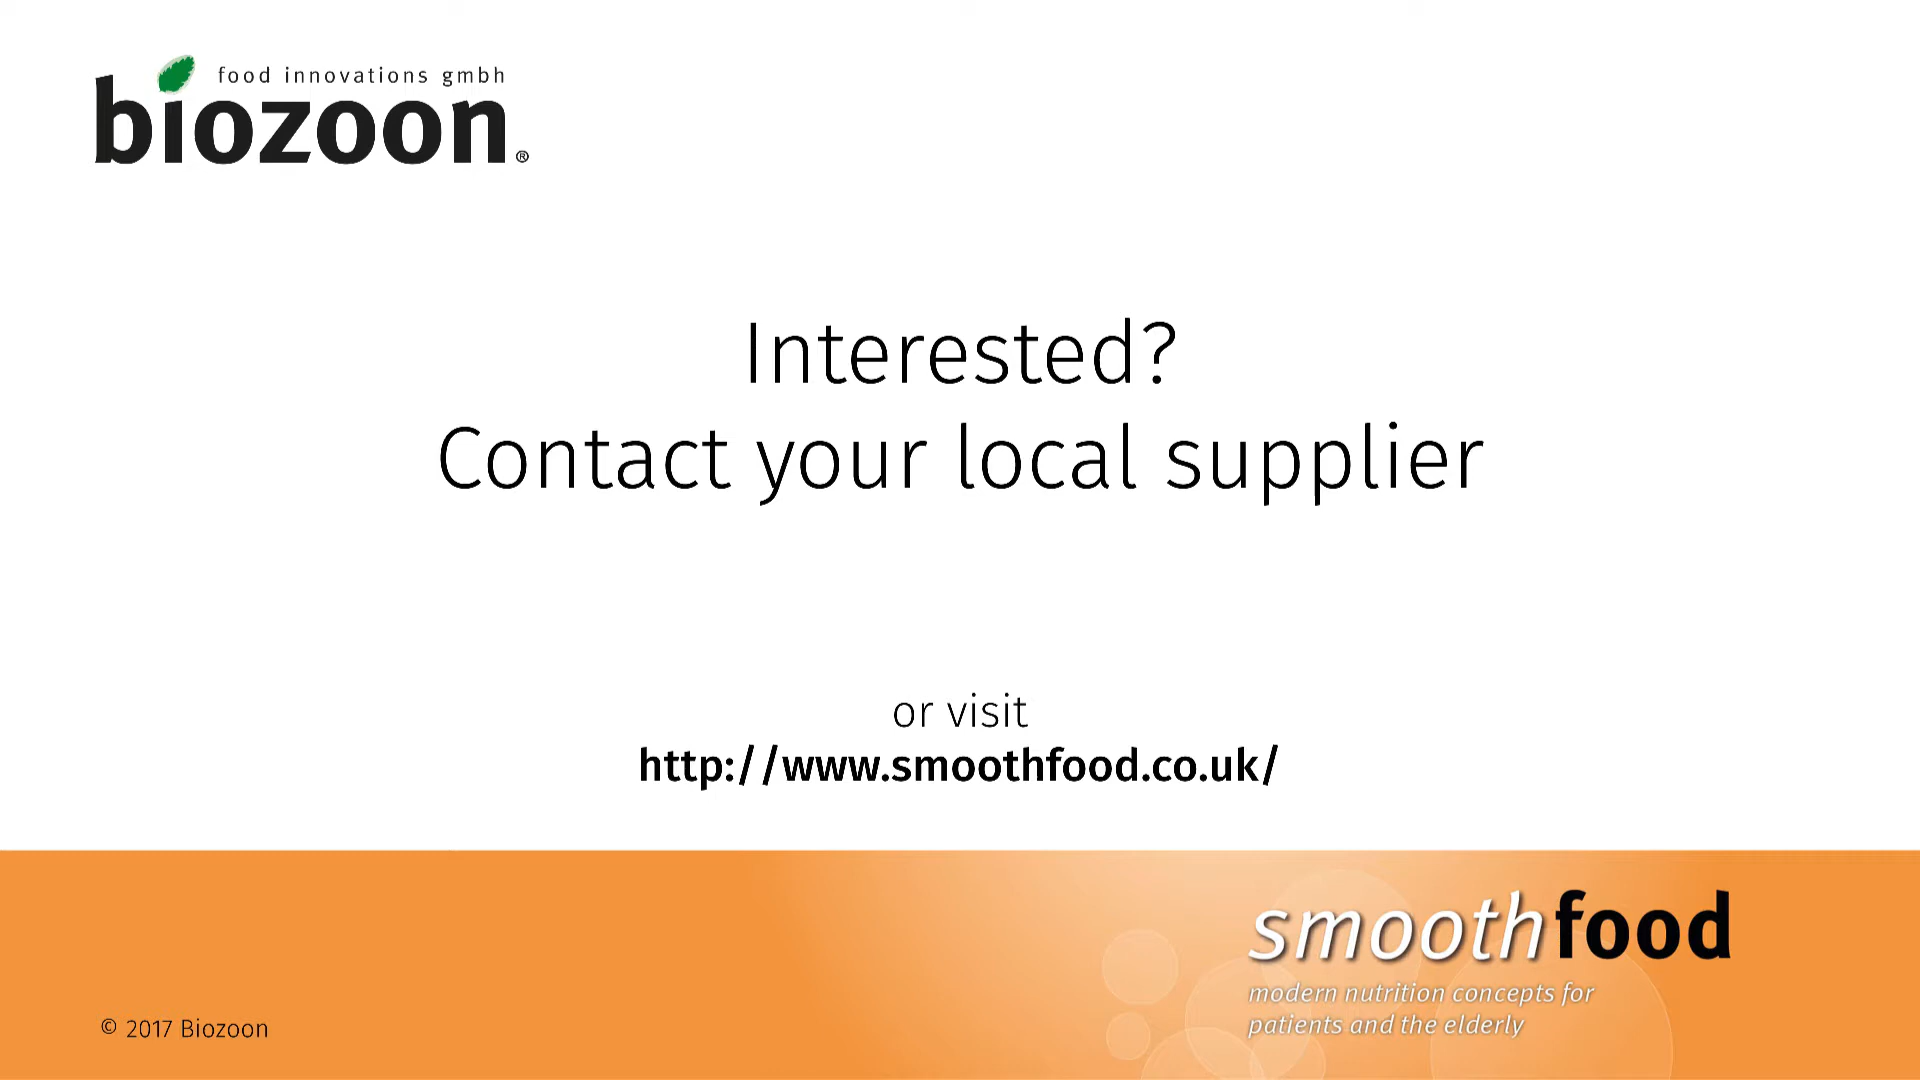 food innovations gmbh
biozoon®
Interested?
Contact your local supplier
or visit
http://www.smoothfood.co.uk/
smoothfood
modern nutrition concepts for
patients and the elderly
© 2017 Biozoon